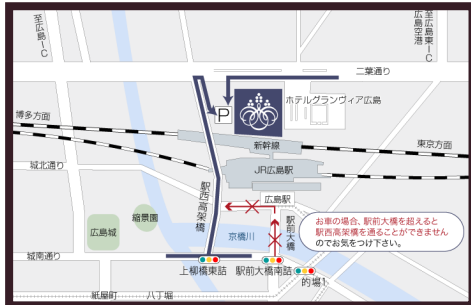 至広島IC
至広島東IC
広島空港
二葉通り
ホテルグランヴィア広島
P
博多方面
新幹線
東京方面
城北通り
JR広島駅
駅西高架橋
広島駅
縮景園
広島城
駅前大橋
お車の場合、駅前大橋を超えると
駅西高架橋を通ることができません
のでお気をつけ下さい。
京橋川
城南通り
上柳橋東詰
駅前大橋南詰
的場1
紙屋町
八丁堀